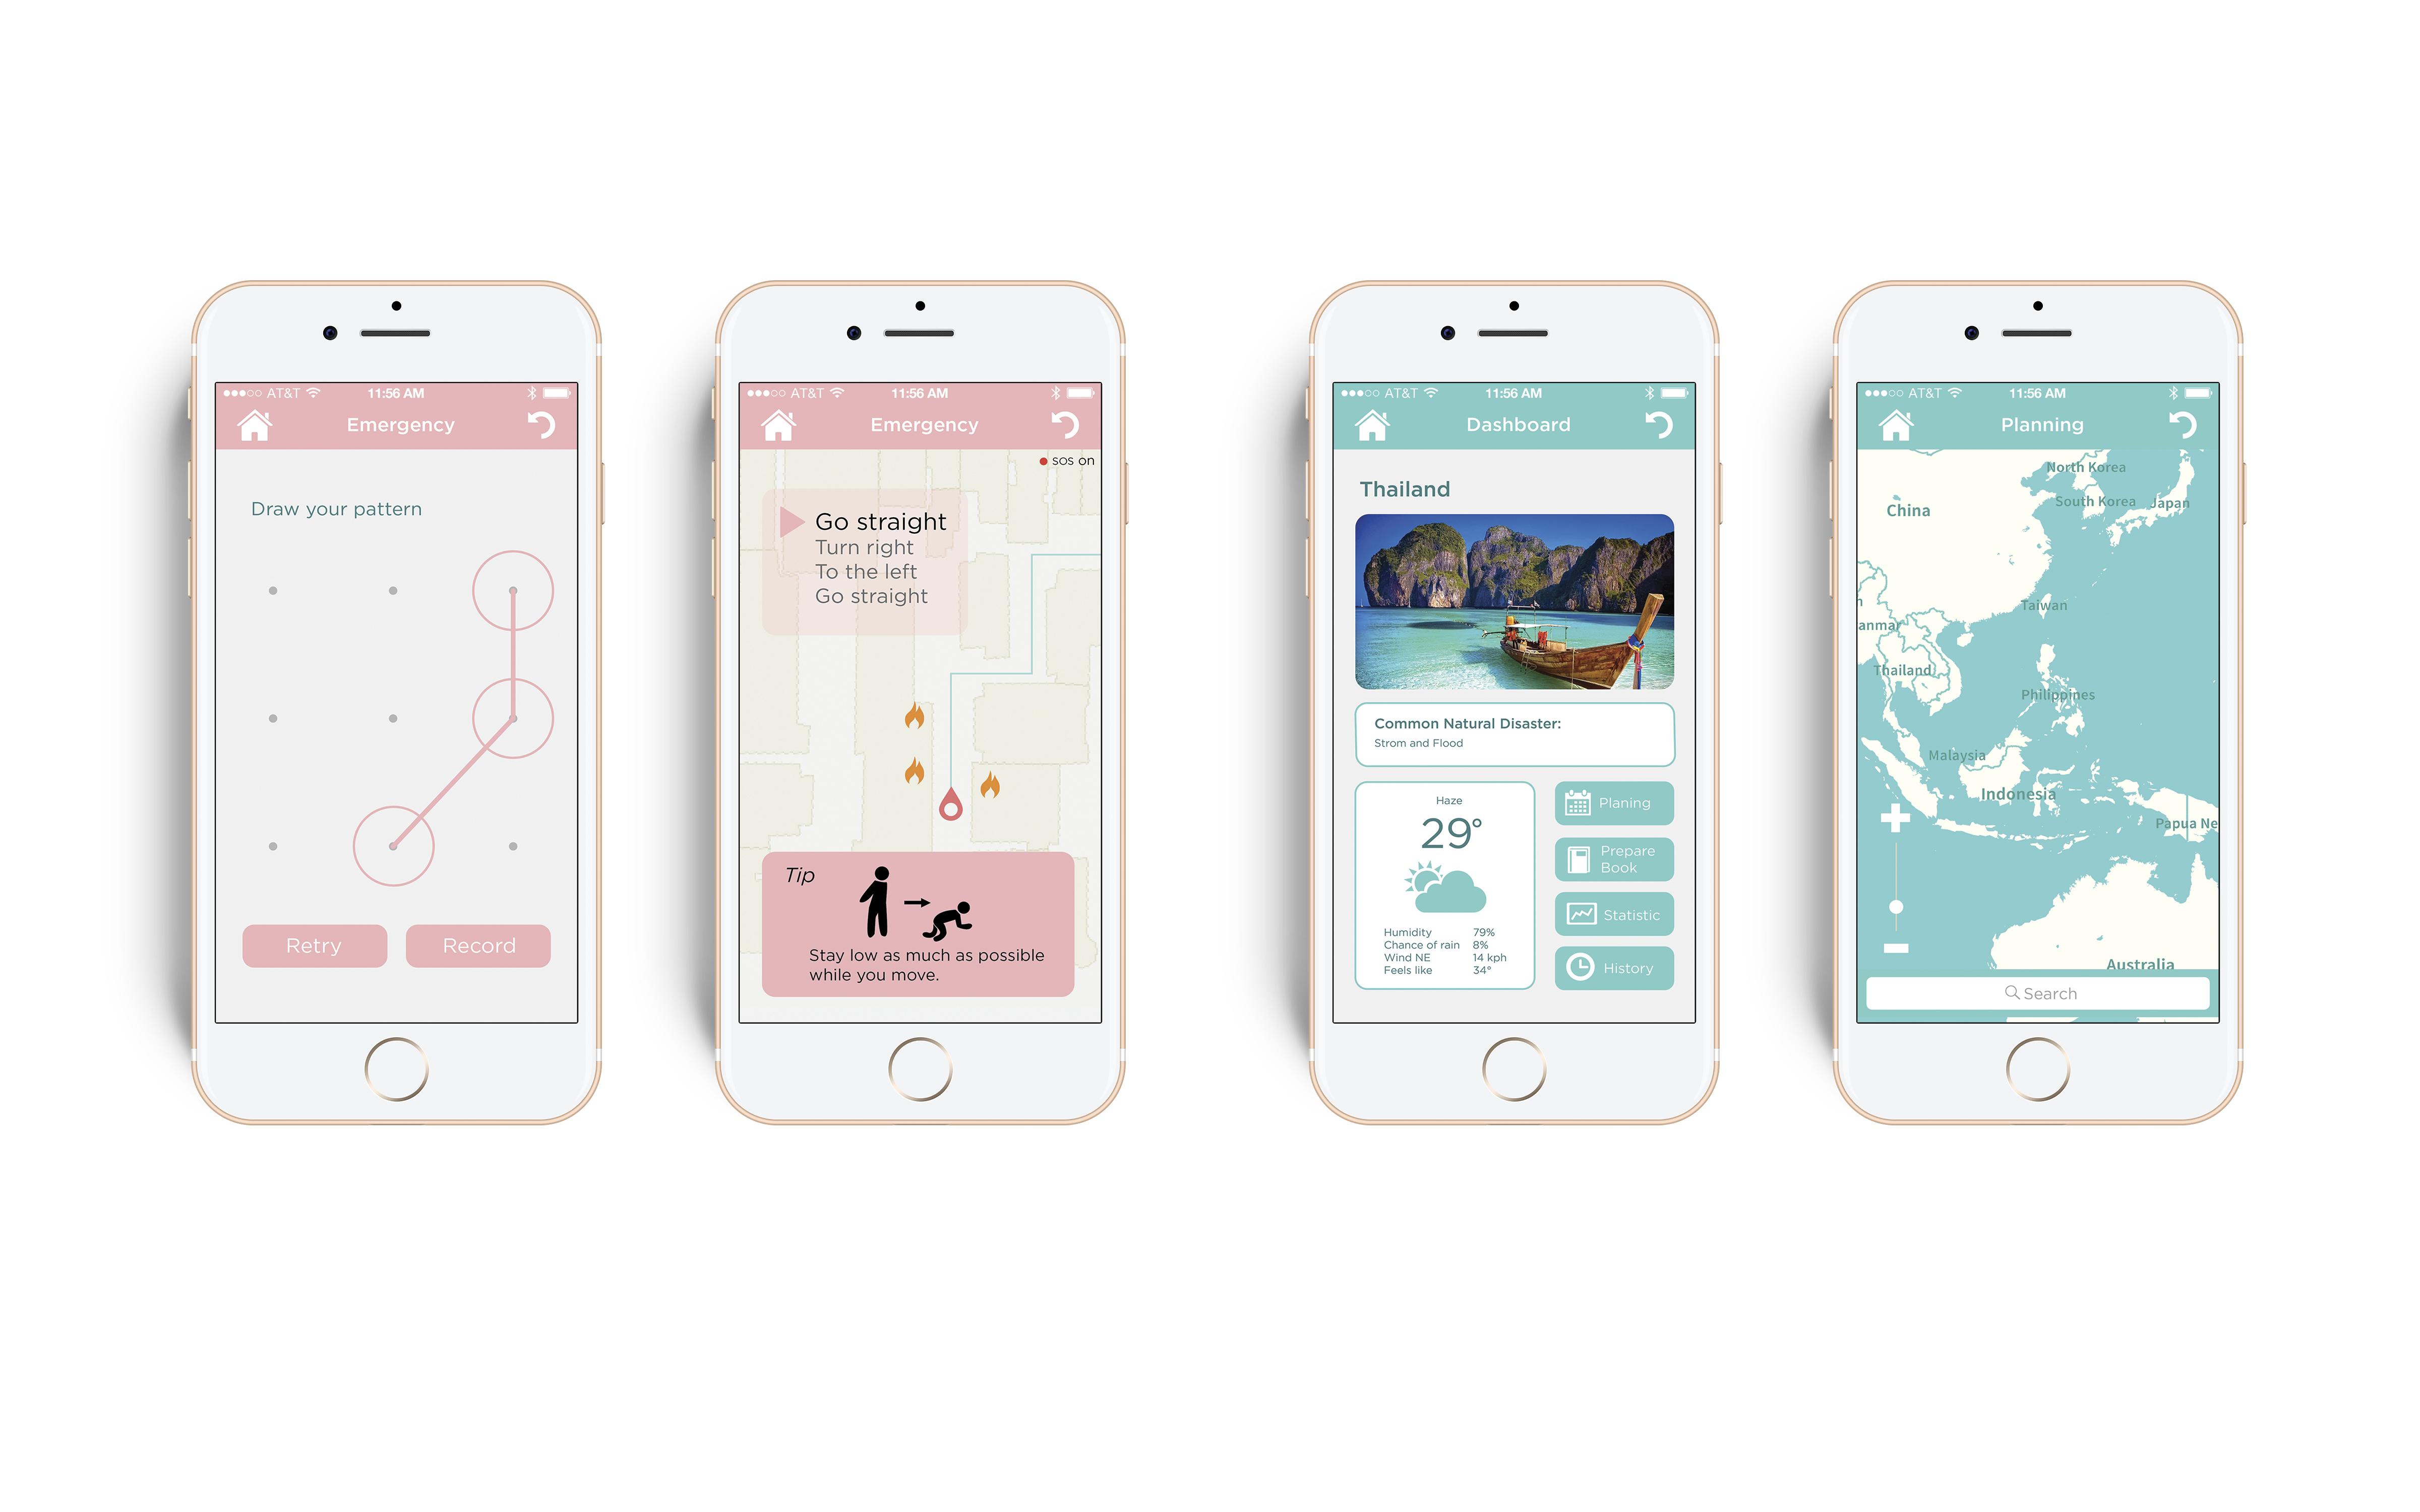 AT&T 11:56 AM
Emergency
Draw your pattern
Retry Record
AT&T 11:56 AM
Emergency
SOS on
Go straight
Turn right
To the left
Go straight
Tip
Stay low as much as possible
while you move.
AT&T 11:56 AM
Dashboard
Thailand
Common Natural Disaster:
Strom and Flood
Haze
29°
Humidity 79%
Chance of rain 8%
Wind NE 14 kph
Feels like 34°
Planing
Prepare
Book
Statistic
History
AT&T 11:56 AM
Planning
North Korea
South Korea
Japan
China
Taiwan
anmar
Thailand
Philippines
Malaysia
Indonesia
Papua Ne
Australia
Search